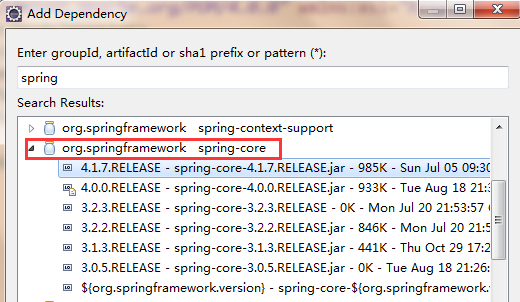 Add Dependency
Enter groupId, artifactId or sha1 prefix or pattern (*):
spring
Search Results:
org.springframework spring-context-support
org.springframework spring-core
4.1.7.RELEASE - spring-core-4.1.7.RELEASE.jar - 985K - Sun Jul 05 09:30
4.0.0.RELEASE - spring-core-4.0.0.RELEASE.jar - 933K - Tue Aug 18 21:3
3.2.3.RELEASE - spring-core-3.2.3.RELEASE.jar - 0K - Mon Jul 20 21:53:57
3.2.2.RELEASE - spring-core-3.2.2.RELEASE.jar - 846K - Mon Jul 20 21:5
3.1.3.RELEASE - spring-core-3.1.3.RELEASE.jar - 441K - Thu Oct 29 17:2
3.0.5.RELEASE - spring-core-3.0.5.RELEASE.jar - 0K - Tue Aug 18 21:26:
${org.springframework.version} - spring-core-${org.springframework.v